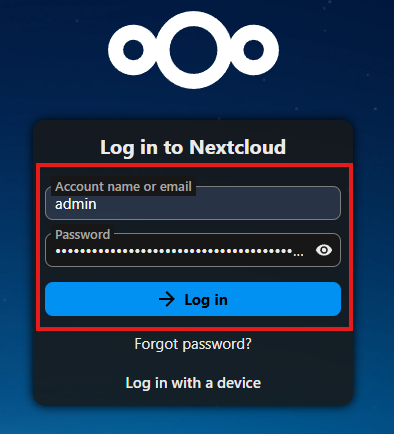 Log in to Nextcloud
Account name or email
admin
Password
••••••••••••••••••••••••••••••••••••••••...
Log in
Forgot password?
Log in with a device